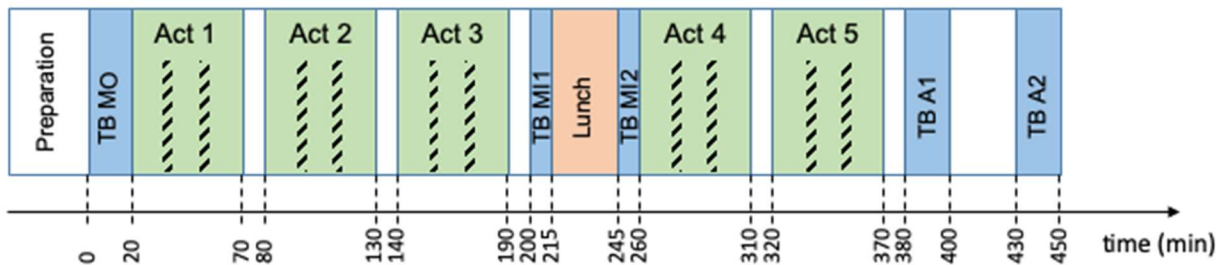 Preparation
TB MO
Act 1
Act 2
Act 3
TB MI1
Lunch
TB MI2
Act 4
Act 5
TB A1
TB A2
0
20
70
80
130
140
190
200
215
245
260
310
320
370
380
400
430
450
time (min)